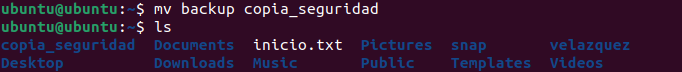 ubuntu@ubuntu:~$ mv backup copia_seguridad
ubuntu@ubuntu:~$ ls
copia_seguridad Documents inicio.txt Pictures snap velazquez
Desktop Downloads Music Public Templates Videos